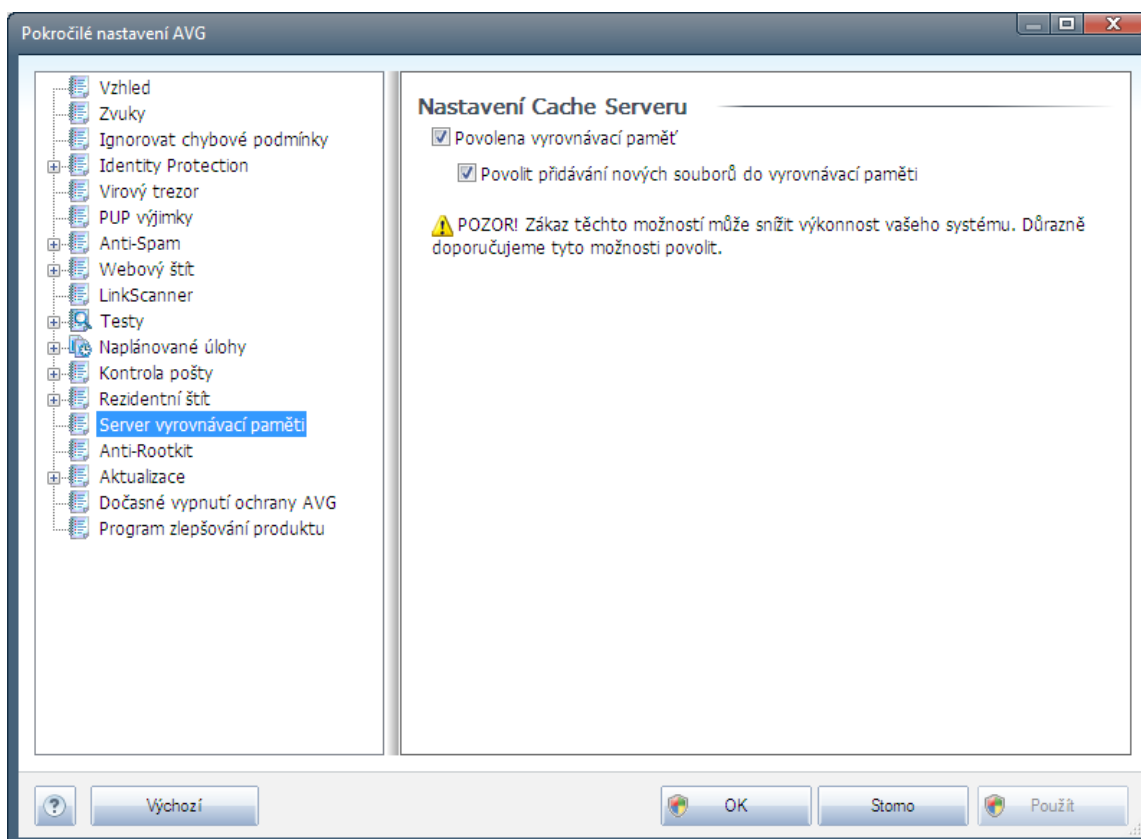 Pokročilé nastavení AVG
Vzhled
Zvuky
Ignorovat chybové podmínky
Identity Protection
Virový trezor
PUP výjimky
Anti-Spam
Webový štít
LinkScanner
Testy
Naplánované úlohy
Kontrola pošty
Rezidentní štít
Server vyrovnávací paměti
Anti-Rootkit
Aktualizace
Dočasné vypnutí ochrany AVG
Program zlepšování produktu
Nastavení Cache Serveru
Povolena vyrovnávací paměť
Povolit přidávání nových souborů do vyrovnávací paměti
POZOR! Zákaz těchto možností může snížit výkonnost vašeho systému. Důrazně
doporučujeme tyto možnosti povolit.
?
Výchozí
OK
Storno
Použít